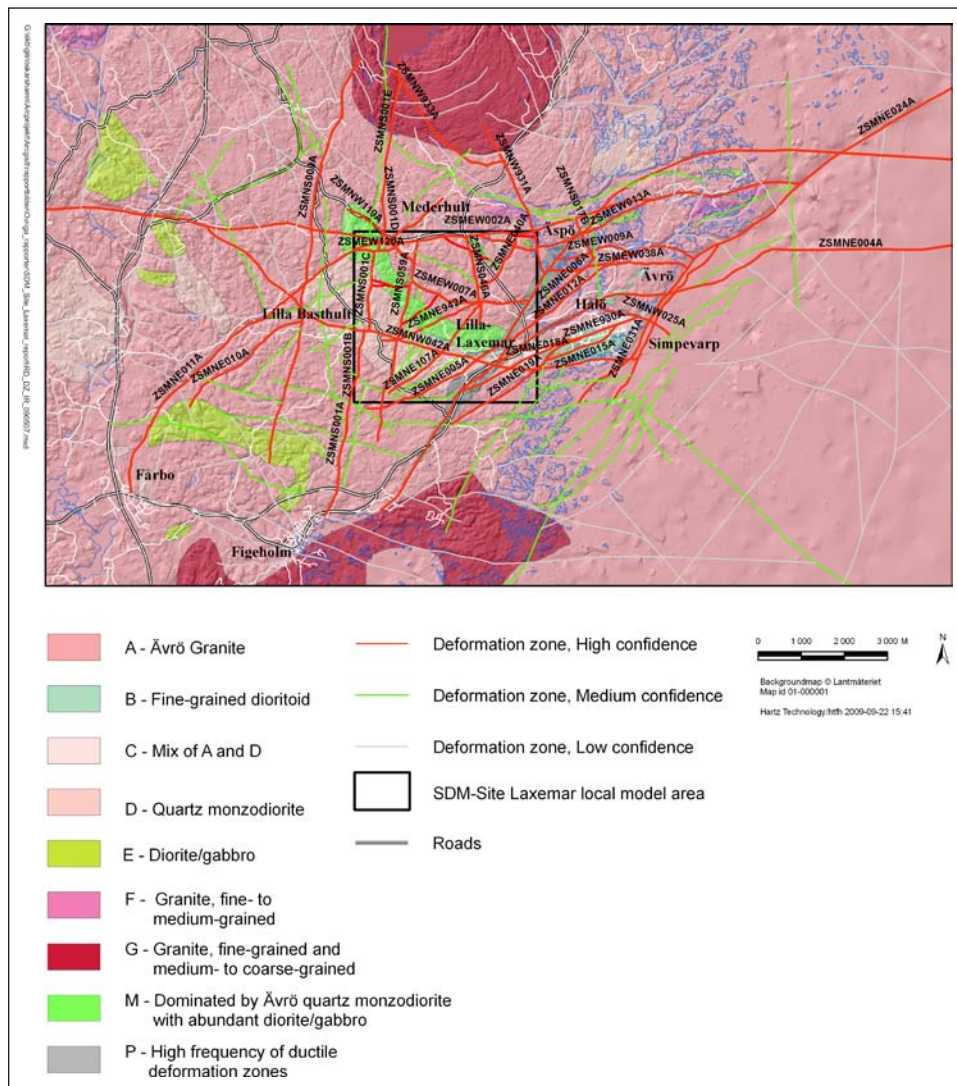 ZSMNW933A
ZSMNS001E
ZSMNW931A
ZSMNE024A
ZSMNS009A
ZSMNS001D
ZSMNW119A
Mederhult
ZSMEW002A
ZSMNE040A
ZSMNS017B
ZSMEW013A
Äspö
ZSMEW120A
ZSMEW009A
ZSMNE004A
ZSMEW038A
ZSMNS001C
ZSMNS059A
ZSMNS046A
ZSMNE006A
Ävrö
ZSMEW007A
ZSMNE012A
Lilla Basthult
ZSMNE942A
Hålö
ZSMNW025A
Lilla-
Laxemar
ZSMNE930A
ZSMNW042A
ZSMNE018A
Simpevarp
ZSMNE031A
ZSMNS001B
ZSMNE107A
ZSMNE005A
ZSMNE019A
ZSMNE015A
ZSMNE011A
ZSMNE010A
ZSMNS001A
Fårbo
Figeholm
A - Ävrö Granite
B - Fine-grained dioritoid
C - Mix of A and D
D - Quartz monzodiorite
E - Diorite/gabbro
F - Granite, fine- to
medium-grained
G - Granite, fine-grained and
medium- to coarse-grained
M - Dominated by Ävrö quartz monzodiorite
with abundant diorite/gabbro
P - High frequency of ductile
deformation zones
Deformation zone, High confidence
Deformation zone, Medium confidence
Deformation zone, Low confidence
SDM-Site Laxemar local model area
Roads
0 1 000 2 000 3 000 M
N
Backgroundmap © Lantmäteriet
Map id 01-000001
Hartz Technology/htfh 2009-09-22 15:41